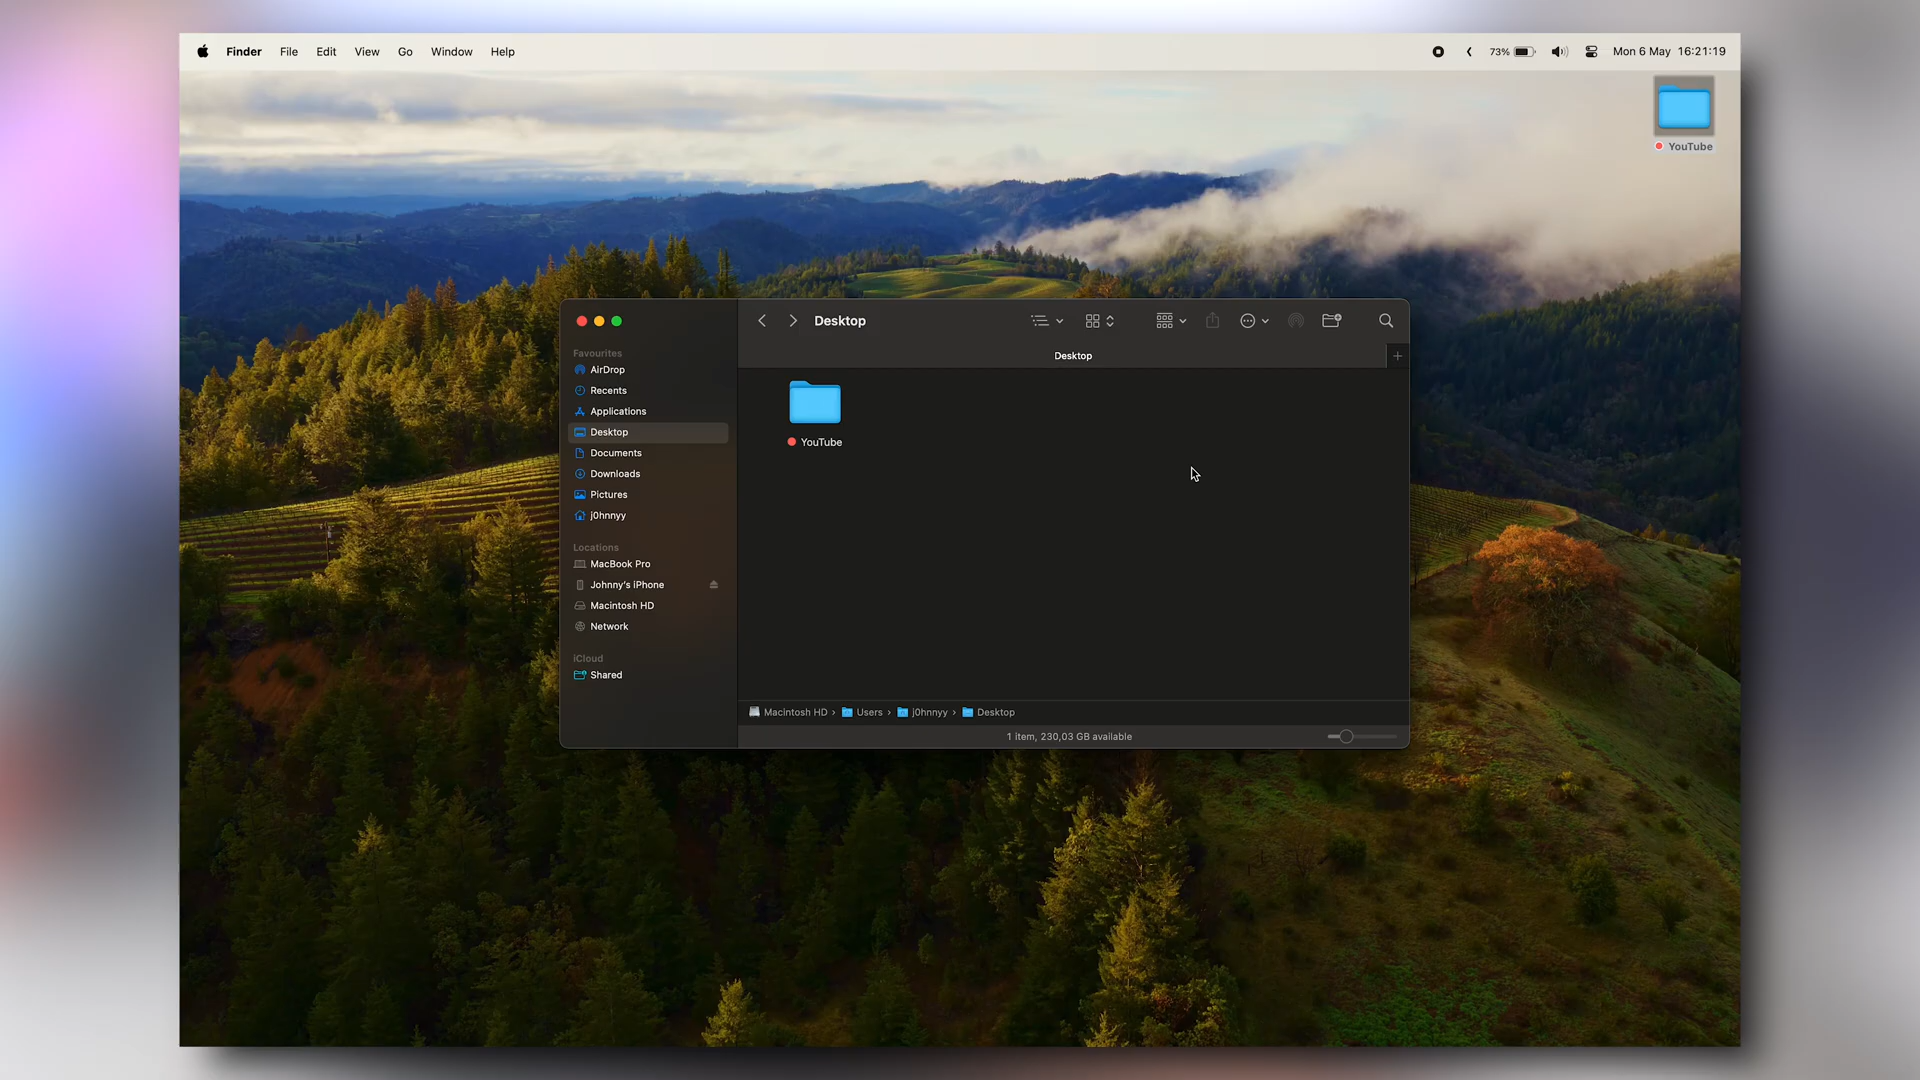 Finder File Edit View Go Window Help 73% Mon 6 May 16:21:19
YouTube
Desktop
Desktop
Favourites
AirDrop
Recents
Applications
Desktop
Documents
Downloads
Pictures
j0hnnyy
Locations
MacBook Pro
Johnny's iPhone
Macintosh HD
Network
iCloud
Shared
YouTube
Macintosh HD › Users › j0hnnyy › Desktop
1 item, 230,03 GB available